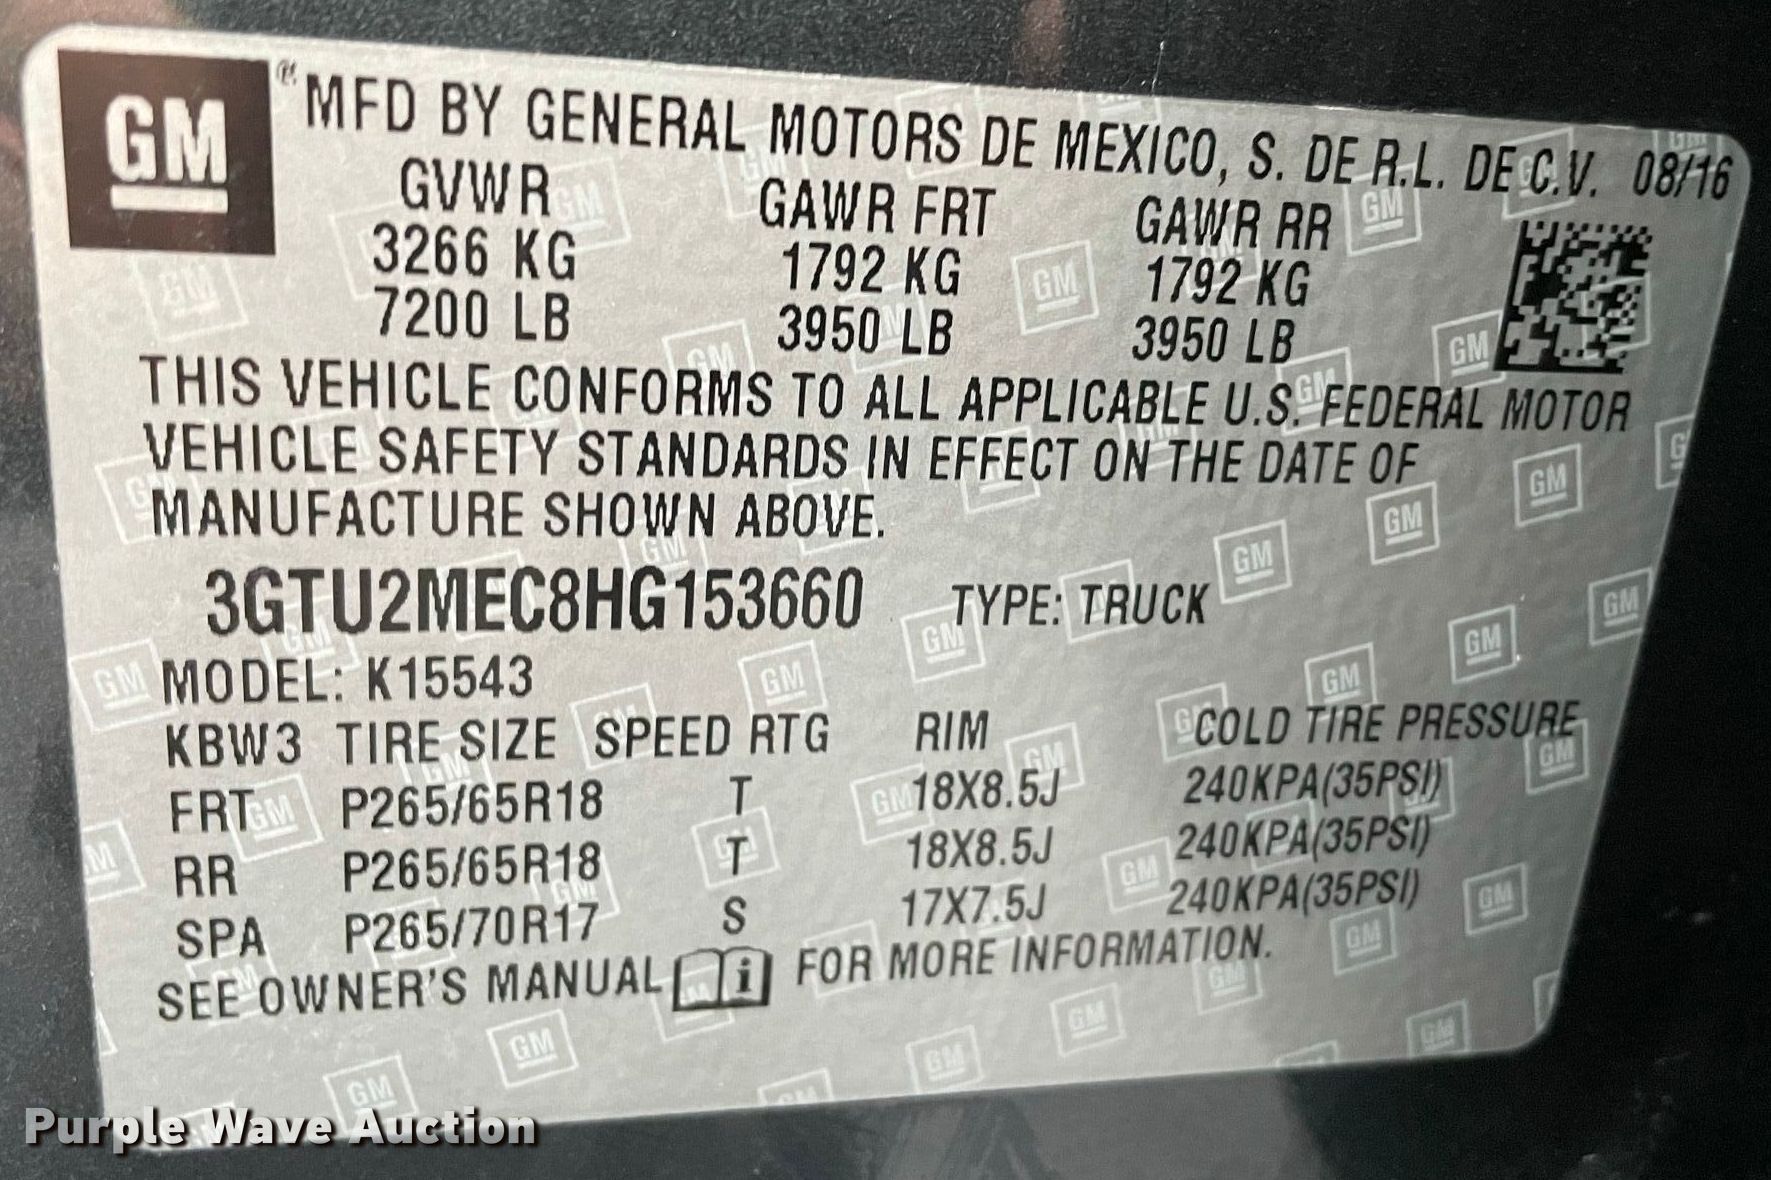 GM ® MFD BY GENERAL MOTORS DE MEXICO, S. DE R.L. DE C.V. 08/16
GVWR GAWR FRT GAWR RR
3266 KG 1792 KG 1792 KG
7200 LB 3950 LB 3950 LB
THIS VEHICLE CONFORMS TO ALL APPLICABLE U.S. FEDERAL MOTOR
VEHICLE SAFETY STANDARDS IN EFFECT ON THE DATE OF
MANUFACTURE SHOWN ABOVE.
3GTU2MEC8HG153660 TYPE: TRUCK
MODEL: K15543
KBW3 TIRE SIZE SPEED RTG RIM COLD TIRE PRESSURE
FRT P265/65R18 T 18X8.5J 240KPA(35PSI)
RR P265/65R18 T 18X8.5J 240KPA(35PSI)
SPA P265/70R17 S 17X7.5J 240KPA(35PSI)
SEE OWNER'S MANUAL i FOR MORE INFORMATION.
Purple Wave Auction